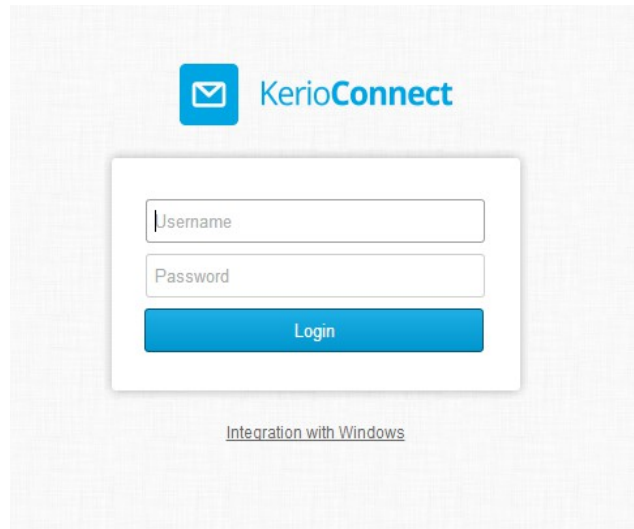 KerioConnect
Username
Password
Login
Integration with Windows